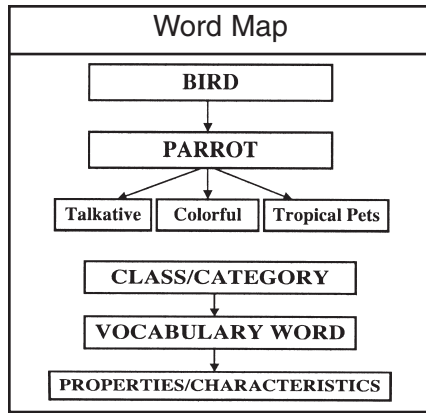 Word Map
BIRD
PARROT
Talkative Colorful Tropical Pets
CLASS/CATEGORY
VOCABULARY WORD
PROPERTIES/CHARACTERISTICS